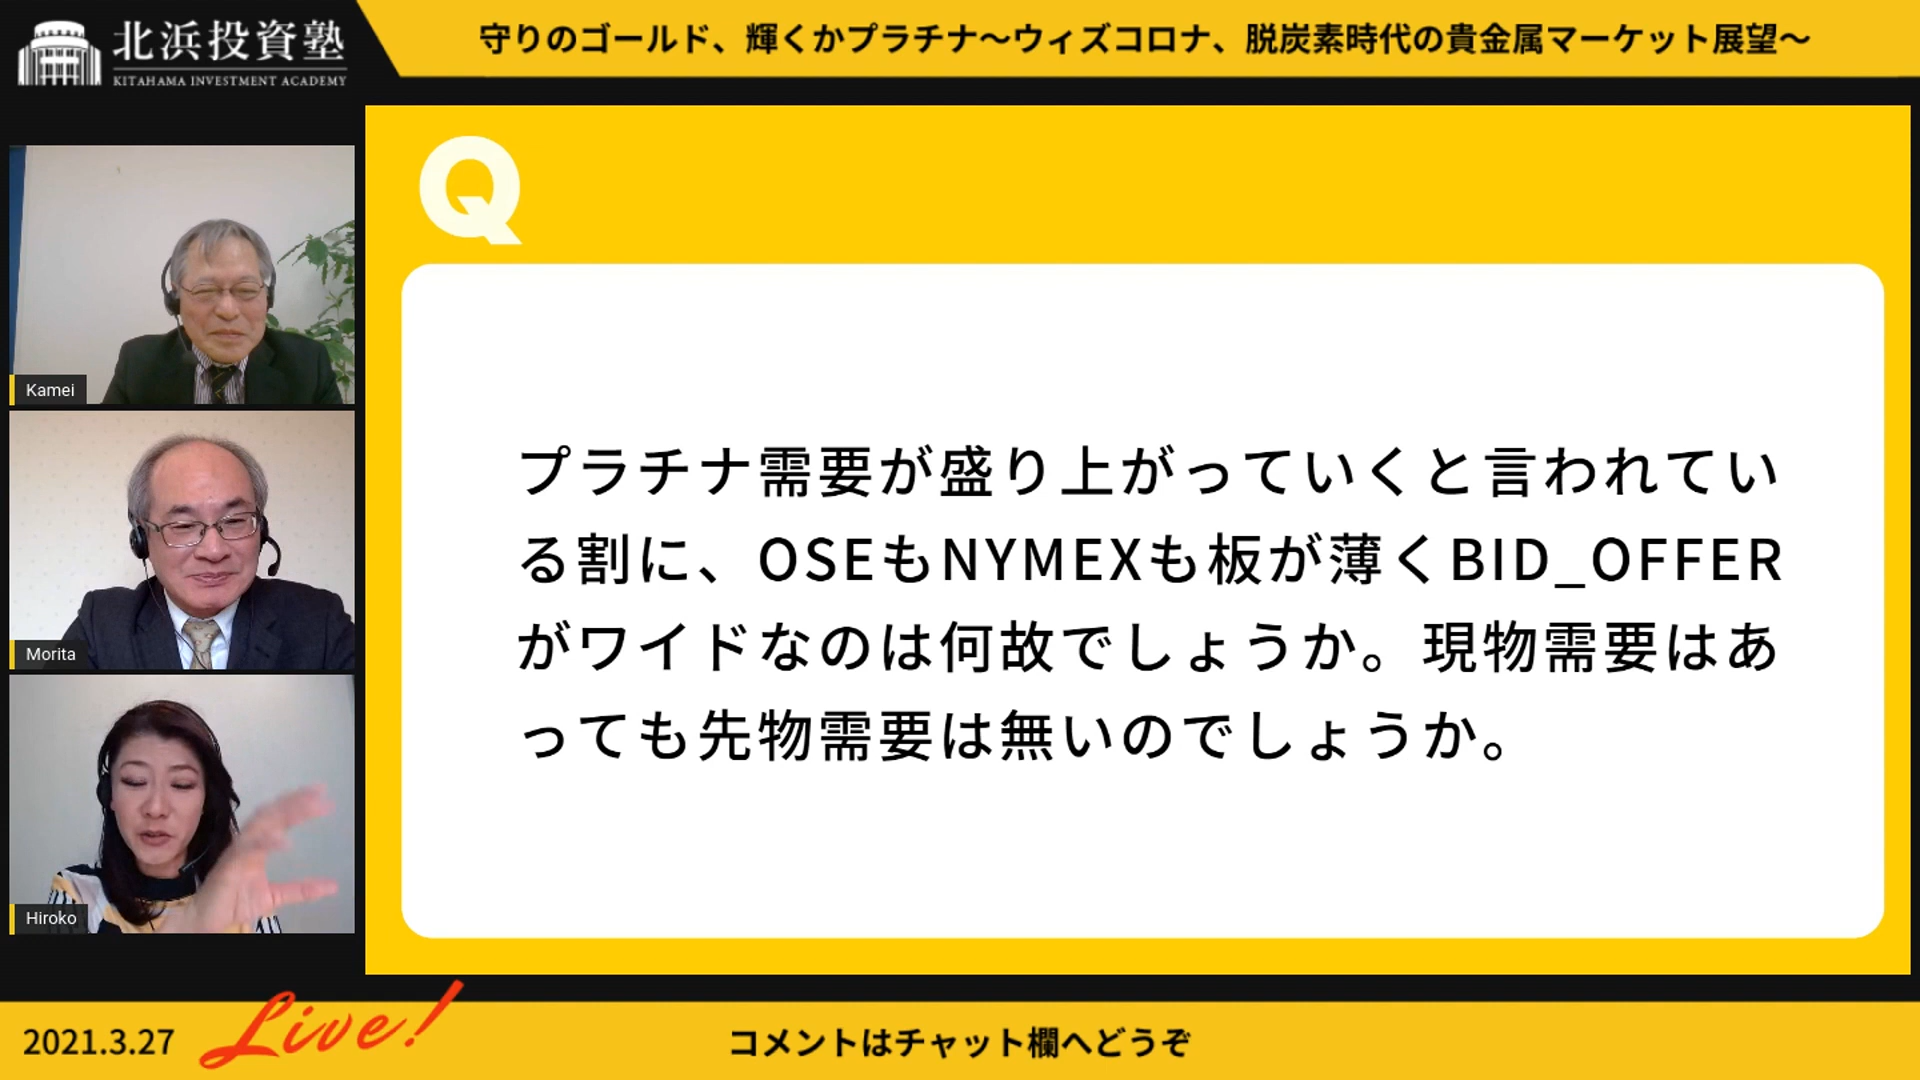 北浜投資塾
KITAHAMA INVESTMENT ACADEMY
守りのゴールド、輝くかプラチナ～ウィズコロナ、脱炭素時代の貴金属マーケット展望～
Kamei
Morita
Hiroko
Q
プラチナ需要が盛り上がっていくと言われてい
る割に、OSEもNYMEXも板が薄くBID_OFFER
がワイドなのは何故でしょうか。現物需要はあ
っても先物需要は無いのでしょうか。
2021.3.27
Live!
コメントはチャット欄へどうぞ